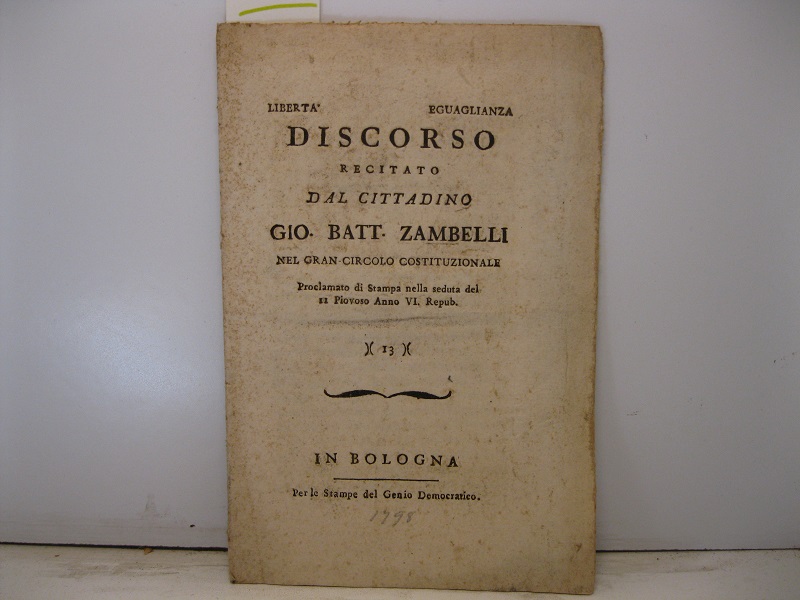 LIBERTA' EGUAGLIANZA
DISCORSO
RECITATO
DAL CITTADINO
GIO. BATT. ZAMBELLI
NEL GRAN-CIRCOLO COSTITUZIONALE
Proclamato di Stampa nella seduta del
12 Piovoso Anno VI. Repub.
)( 13 )(
IN BOLOGNA
Per le Stampe del Genio Democratico.
1798